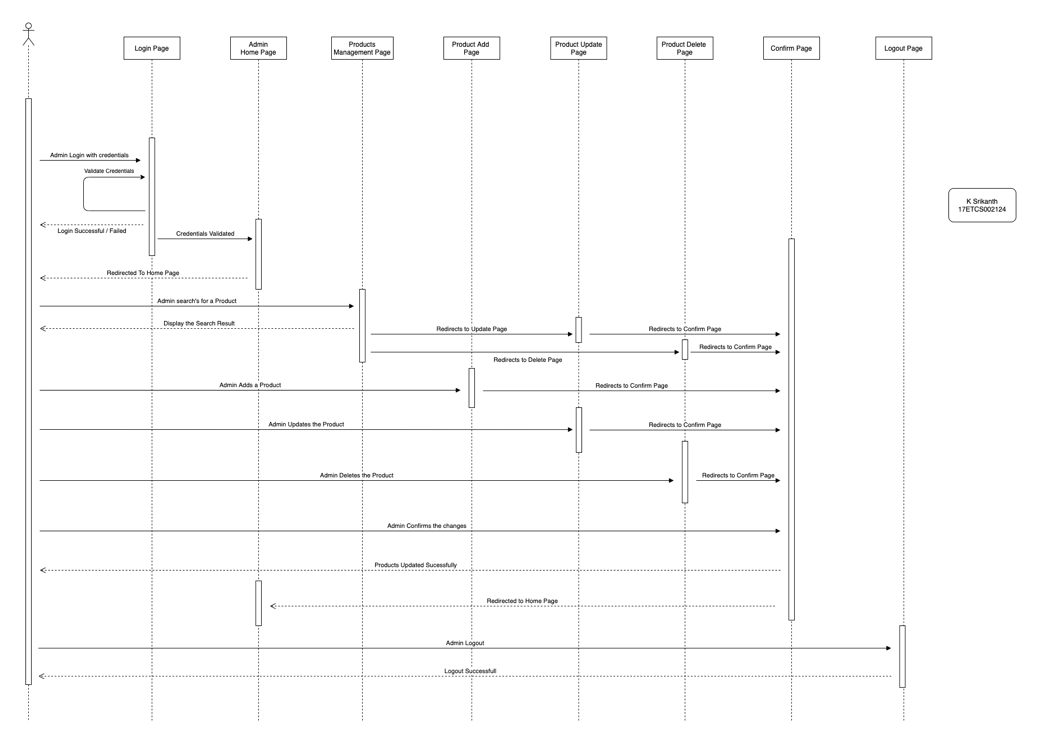 Login Page
Admin
Home Page
Products
Management Page
Product Add
Page
Product Update
Page
Product Delete
Page
Confirm Page
Logout Page
Admin Login with credentials
Validate Credentials
K Srikanth
17ETCS002124
Login Successful / Failed
Credentials Validated
Redirected To Home Page
Admin search's for a Product
Display the Search Result
Redirects to Update Page
Redirects to Confirm Page
Redirects to Confirm Page
Redirects to Delete Page
Admin Adds a Product
Redirects to Confirm Page
Admin Updates the Product
Redirects to Confirm Page
Admin Deletes the Product
Redirects to Confirm Page
Admin Confirms the changes
Products Updated Sucessfully
Redirected to Home Page
Admin Logout
Logout Successfull